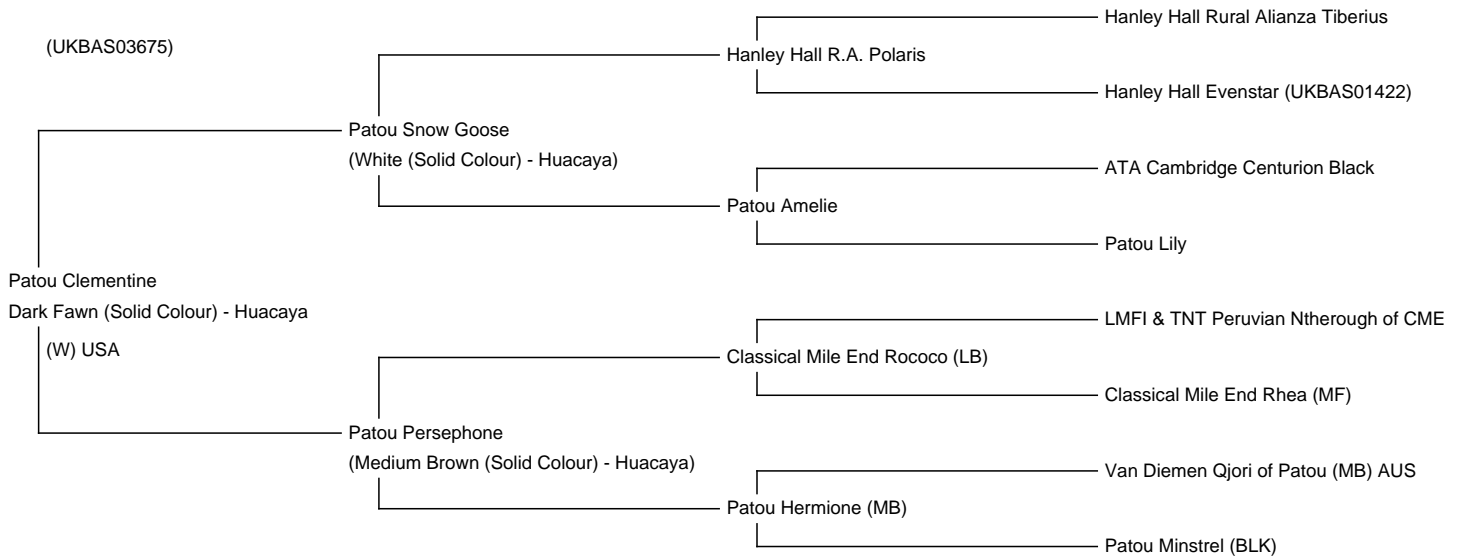 Hanley Hall Rural Alianza Tiberius
(UKBAS03675)
Hanley Hall R.A. Polaris
Hanley Hall Evenstar (UKBAS01422)
Patou Snow Goose
(White (Solid Colour) - Huacaya)
ATA Cambridge Centurion Black
Patou Amelie
Patou Lily
Patou Clementine
Dark Fawn (Solid Colour) - Huacaya
(W) USA
LMFI & TNT Peruvian Ntherough of CME
Classical Mile End Rococo (LB)
Classical Mile End Rhea (MF)
Patou Persephone
(Medium Brown (Solid Colour) - Huacaya)
Van Diemen Qjori of Patou (MB) AUS
Patou Hermione (MB)
Patou Minstrel (BLK)